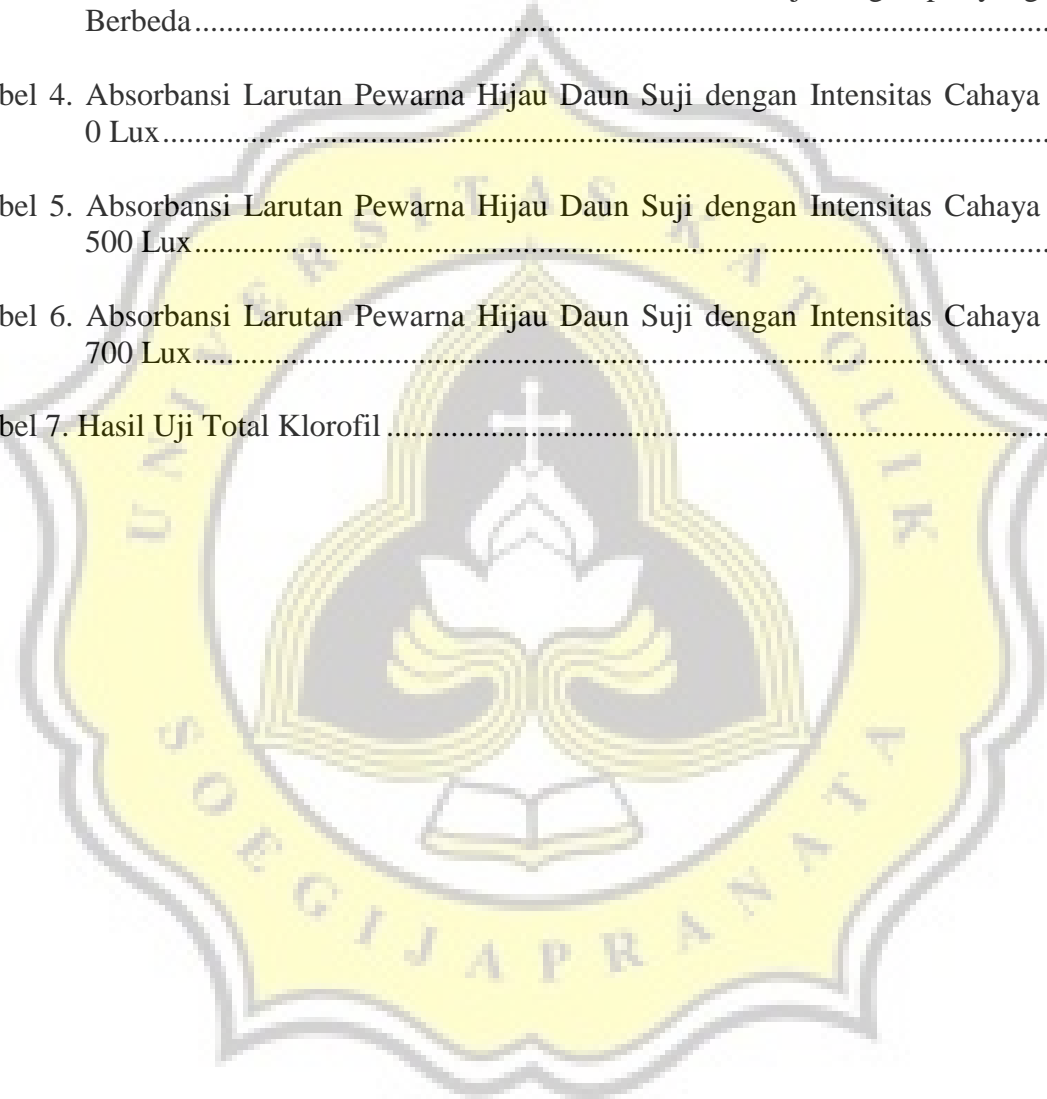 Berbeda
bel 4. Absorbansi Larutan Pewarna Hijau Daun Suji dengan Intensitas Cahaya
0 Lux
bel 5. Absorbansi Larutan Pewarna Hijau Daun Suji dengan Intensitas Cahaya
500 Lux
bel 6. Absorbansi Larutan Pewarna Hijau Daun Suji dengan Intensitas Cahaya
700 Lux
bel 7. Hasil Uji Total Klorofil
UNIVERSITAS KATOLIK
SOEGIJAPRANATA